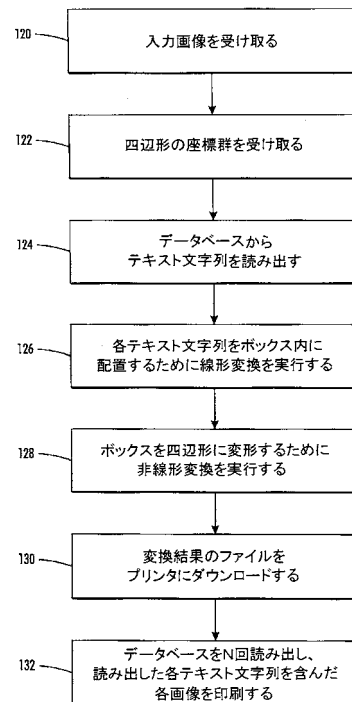 120
入力画像を受け取る
122
四辺形の座標群を受け取る
124
データベースから
テキスト文字列を読み出す
126
各テキスト文字列をボックス内に
配置するために線形変換を実行する
128
ボックスを四辺形に変形するために
非線形変換を実行する
130
変換結果のファイルを
プリンタにダウンロードする
132
データベースをN回読み出し、
読み出した各テキスト文字列を含んだ
各画像を印刷する